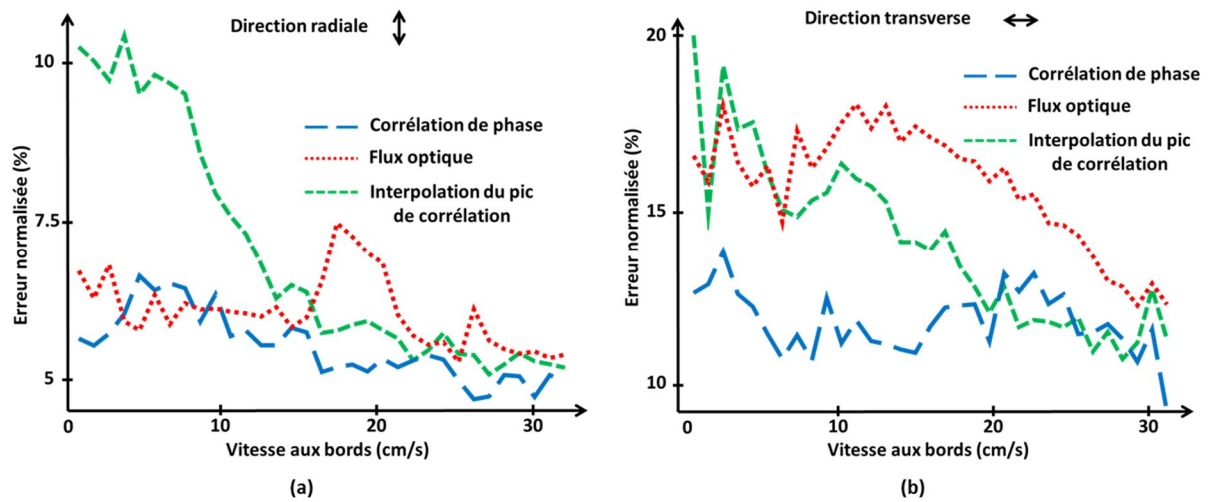 Direction radiale
Erreur normalisée (%)
10
7.5
5
Corrélation de phase
Flux optique
Interpolation du pic
de corrélation
0
10
20
30
Vitesse aux bords (cm/s)
(a)
Direction transverse
Erreur normalisée (%)
20
15
10
Corrélation de phase
Flux optique
Interpolation du pic
de corrélation
0
10
20
30
Vitesse aux bords (cm/s)
(b)